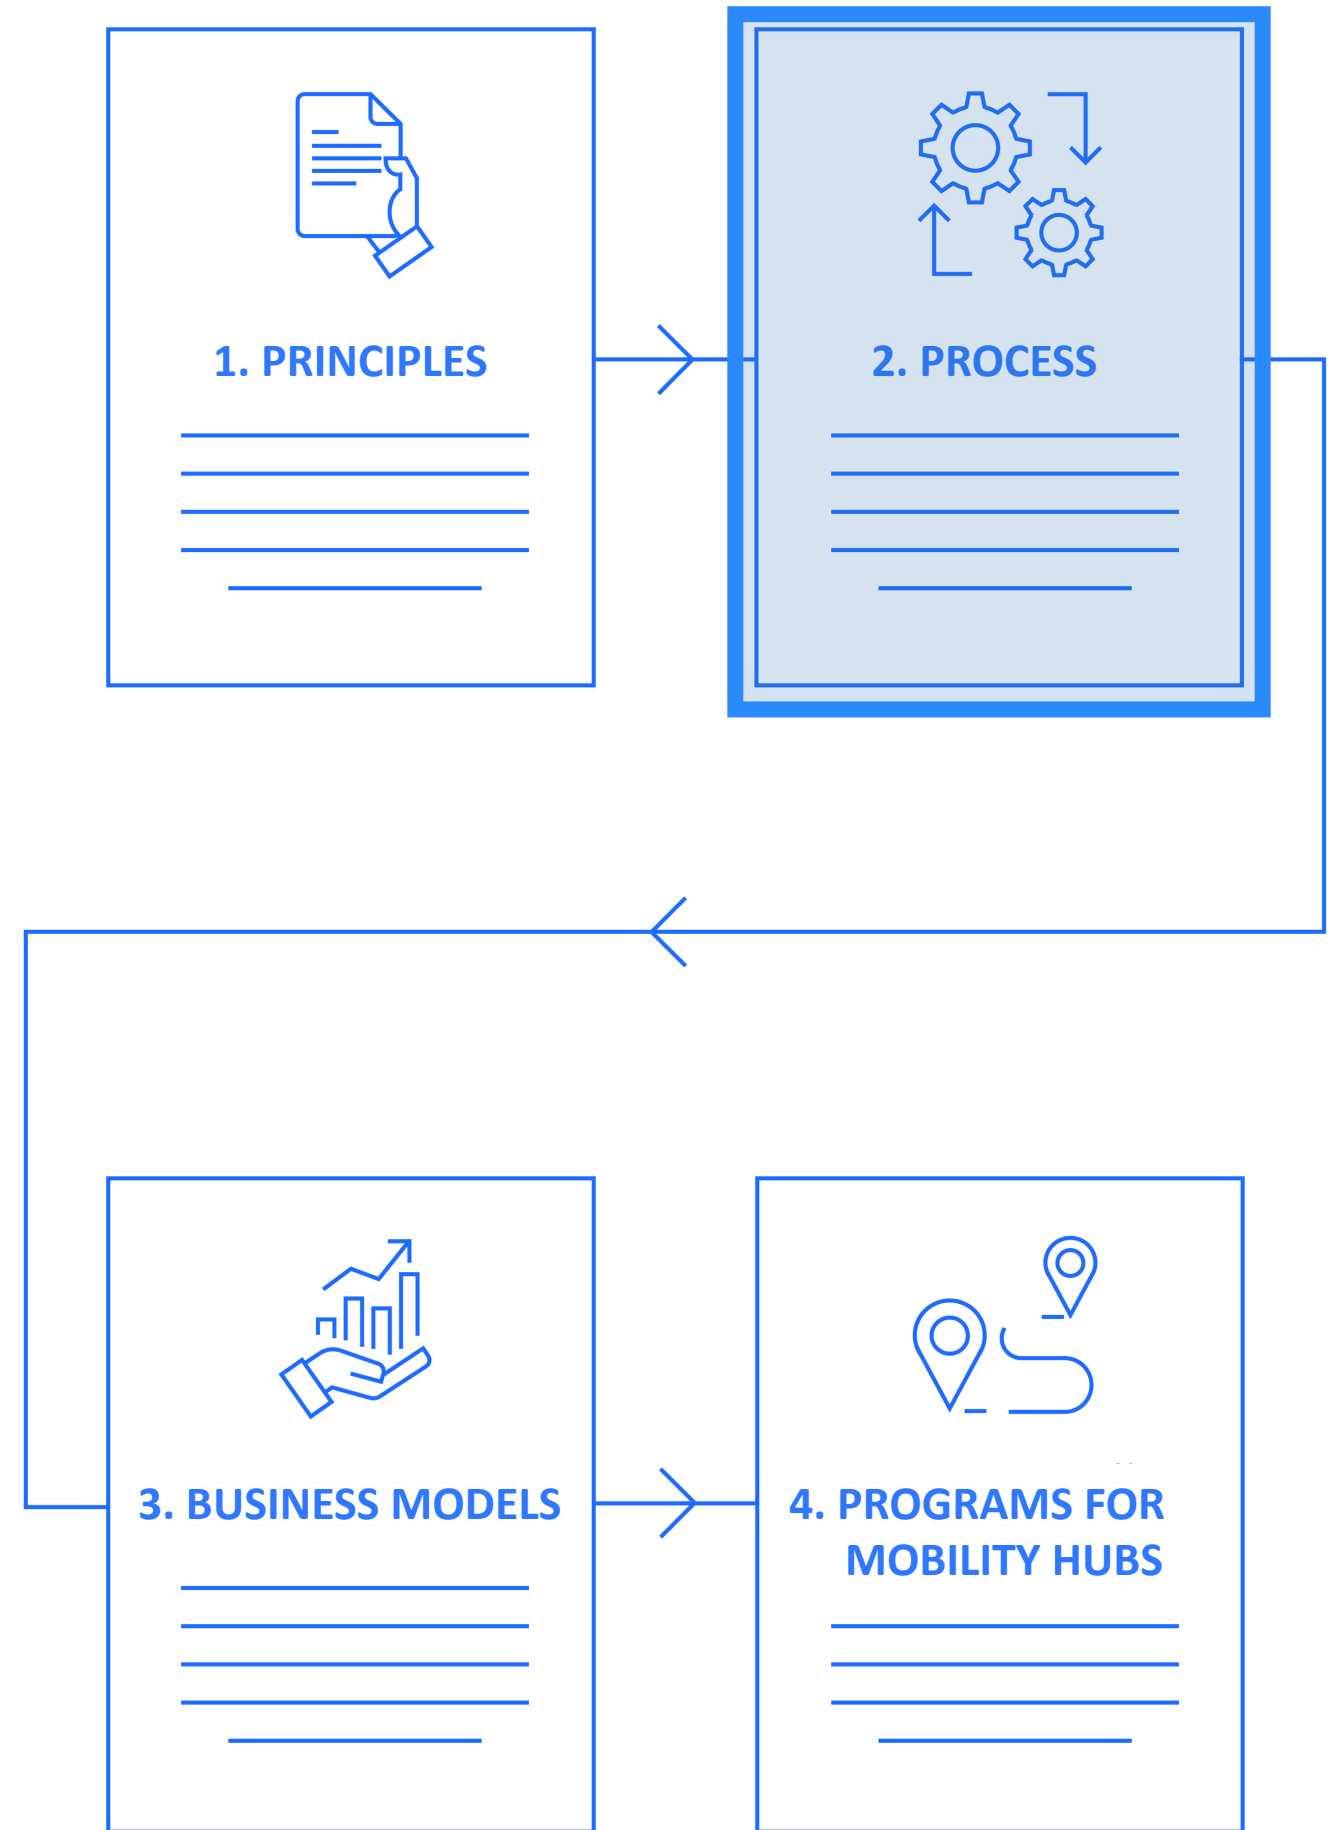 1. PRINCIPLES
2. PROCESS
3. BUSINESS MODELS
4. PROGRAMS FOR
MOBILITY HUBS